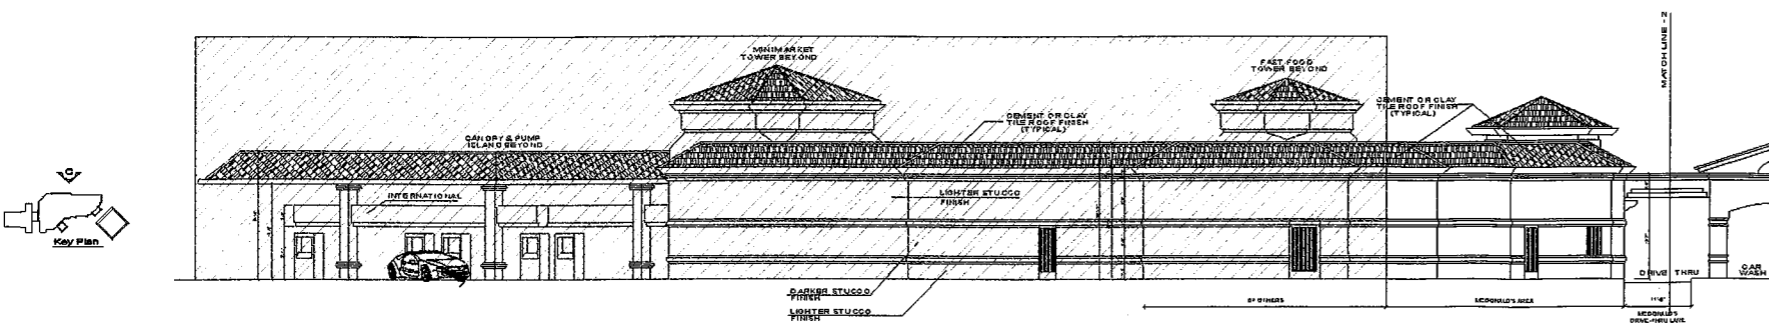 MINIMARKET
TOWER BEYOND
FAST FOOD
TOWER BEYOND
CEMENT OR CLAY
TILE ROOF FINISH
(TYPICAL)
CEMENT OR CLAY
TILE ROOF FINISH
(TYPICAL)
MATCH LINE - N
CANOPY & PUMP
ISLAND BEYOND
C
Key Plan
INTERNATIONAL
LIGHTER STUCCO
FINISH
DRIVE THRU
CAR
WASH
DARKER STUCCO
FINISH
LIGHTER STUCCO
FINISH
BY OTHERS
MCDONALD'S AREA
11'-6"
MCDONALD'S
DRIVE-THRU LANE